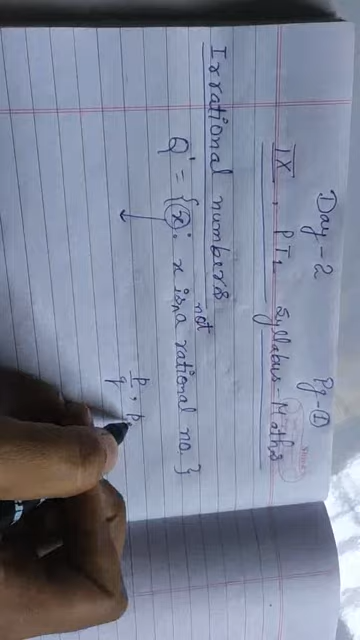 Day-2 Pg-①
IX, PT1 Syllabus-Maths
Irrational numbers
Q' = {x : x is not a rational no. }
p/q, p